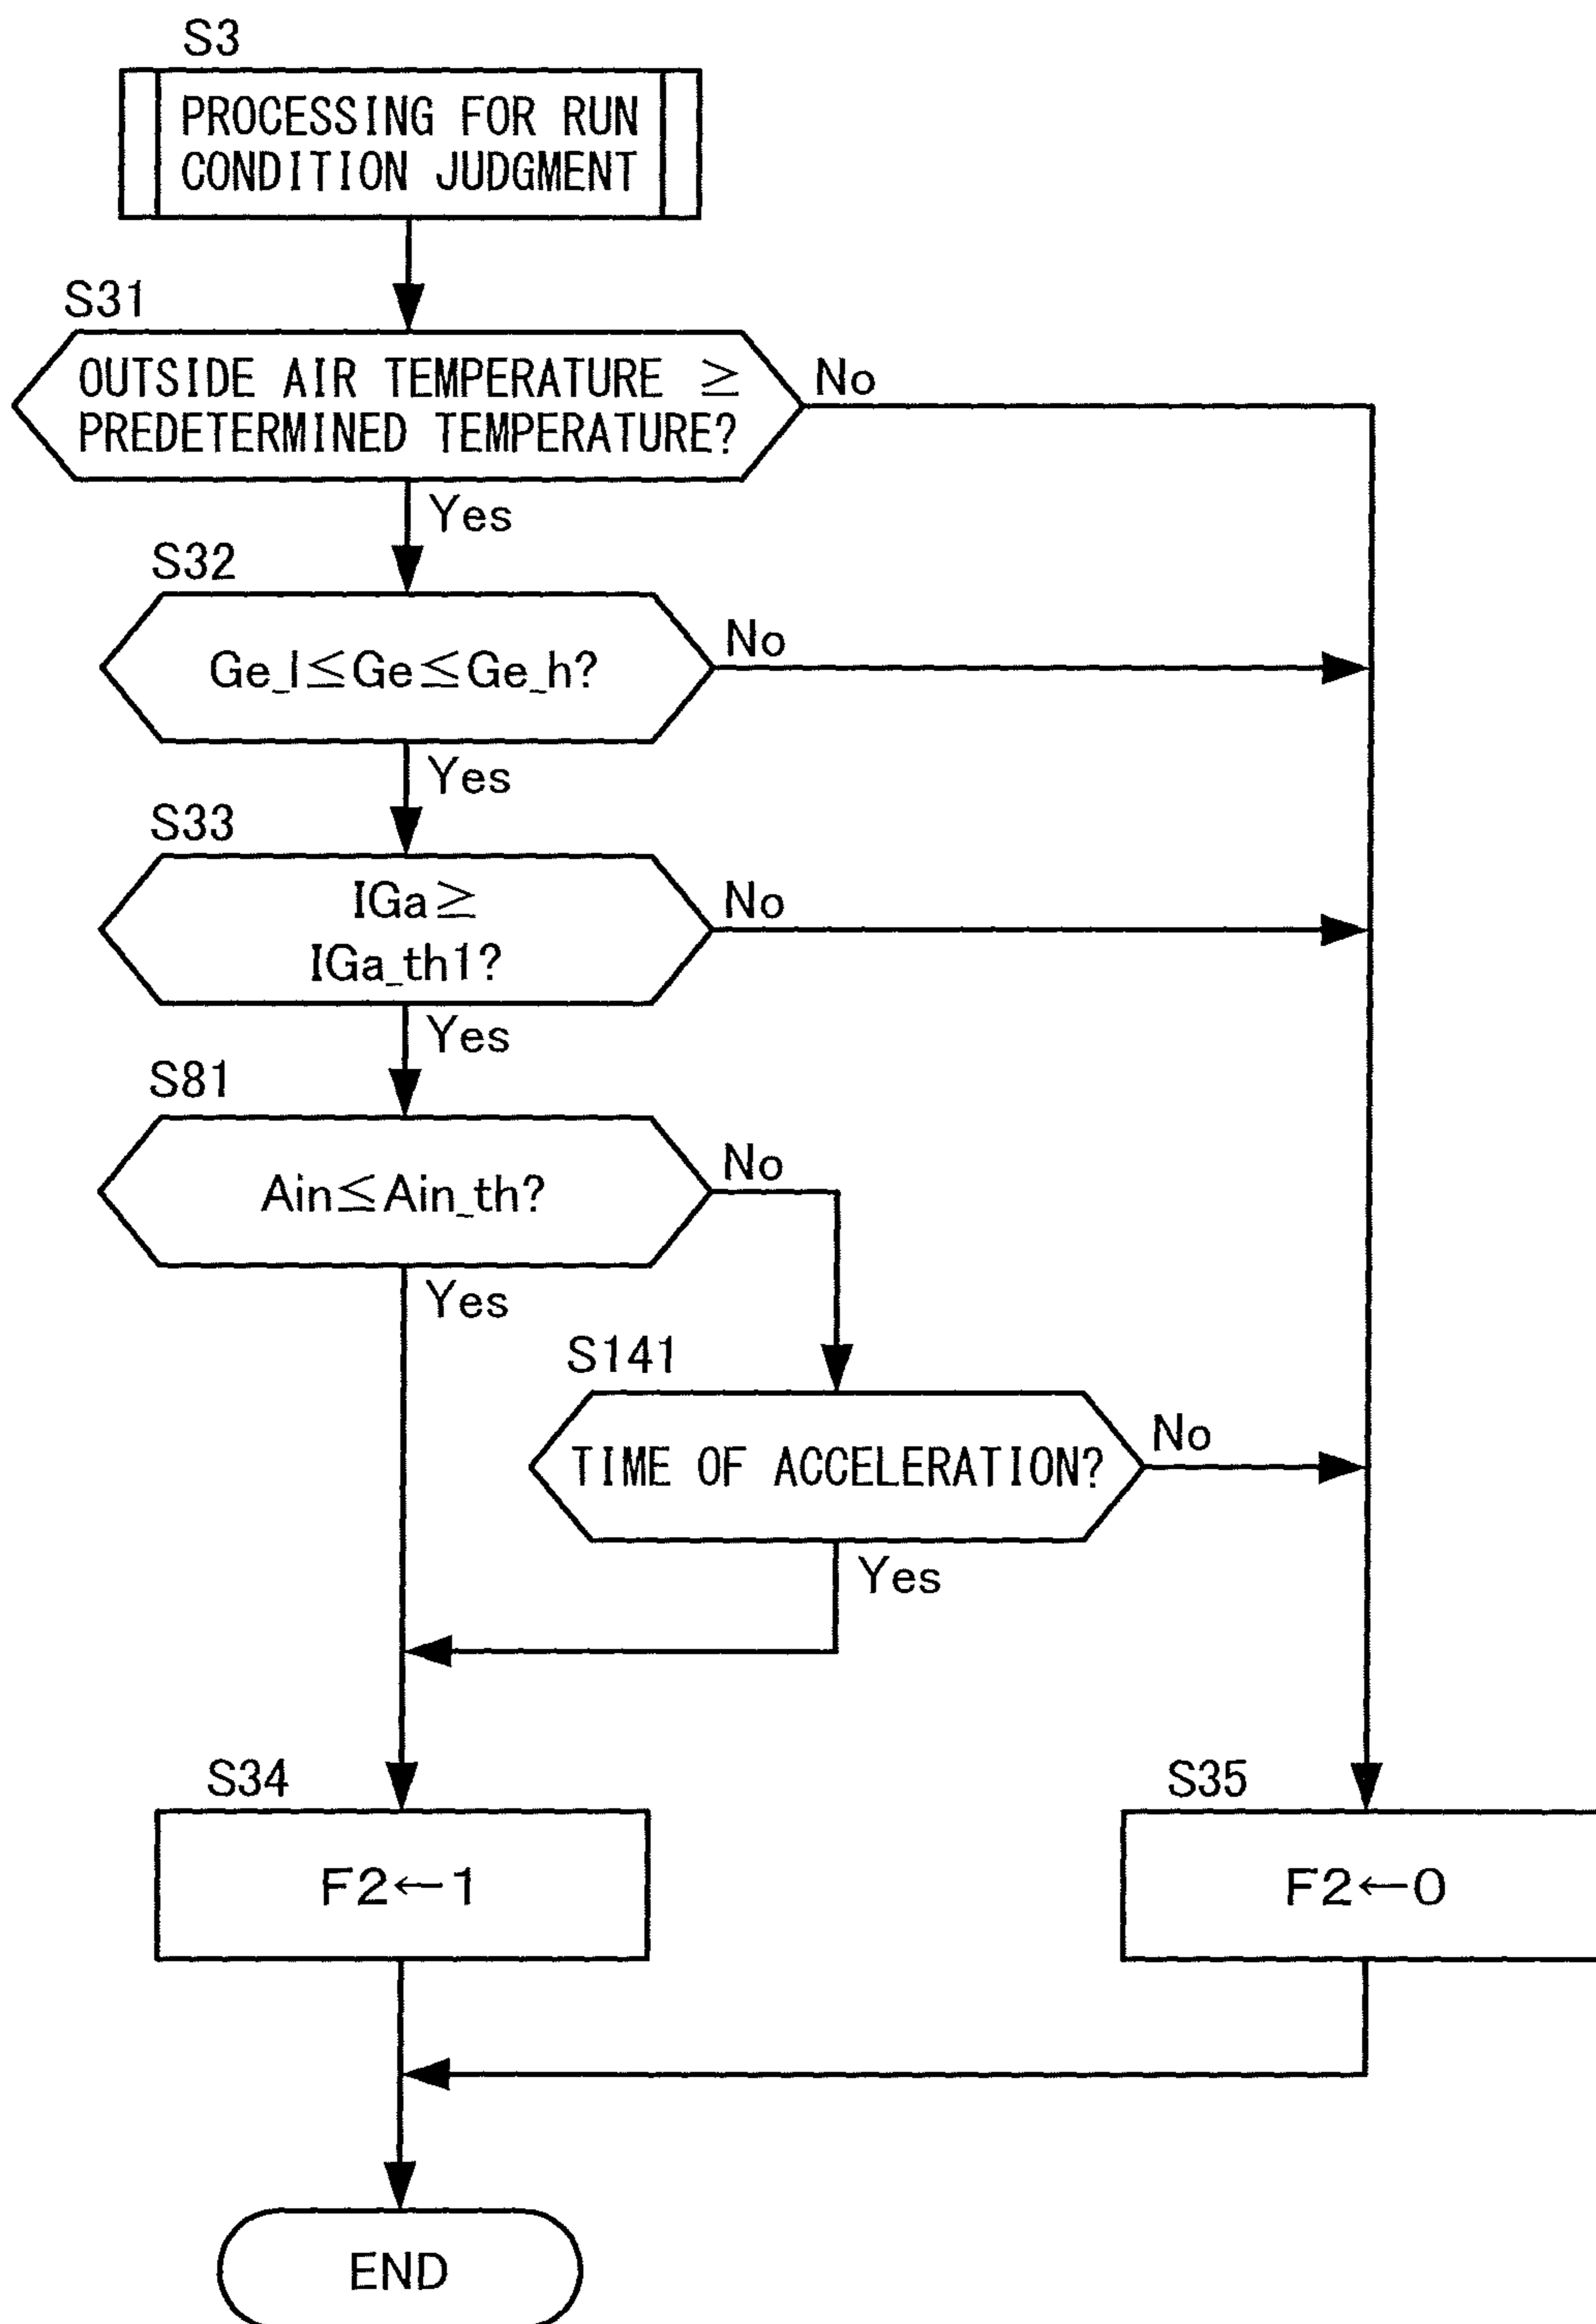 S3
PROCESSING FOR RUN
CONDITION JUDGMENT
S31
OUTSIDE AIR TEMPERATURE ≥
PREDETERMINED TEMPERATURE?
No
Yes
S32
Ge_l≤Ge≤Ge_h?
No
Yes
S33
IGa≥
IGa_th1?
No
Yes
S81
Ain≤Ain_th?
No
Yes
S141
TIME OF ACCELERATION?
No
Yes
S34
F2←1
S35
F2←0
END